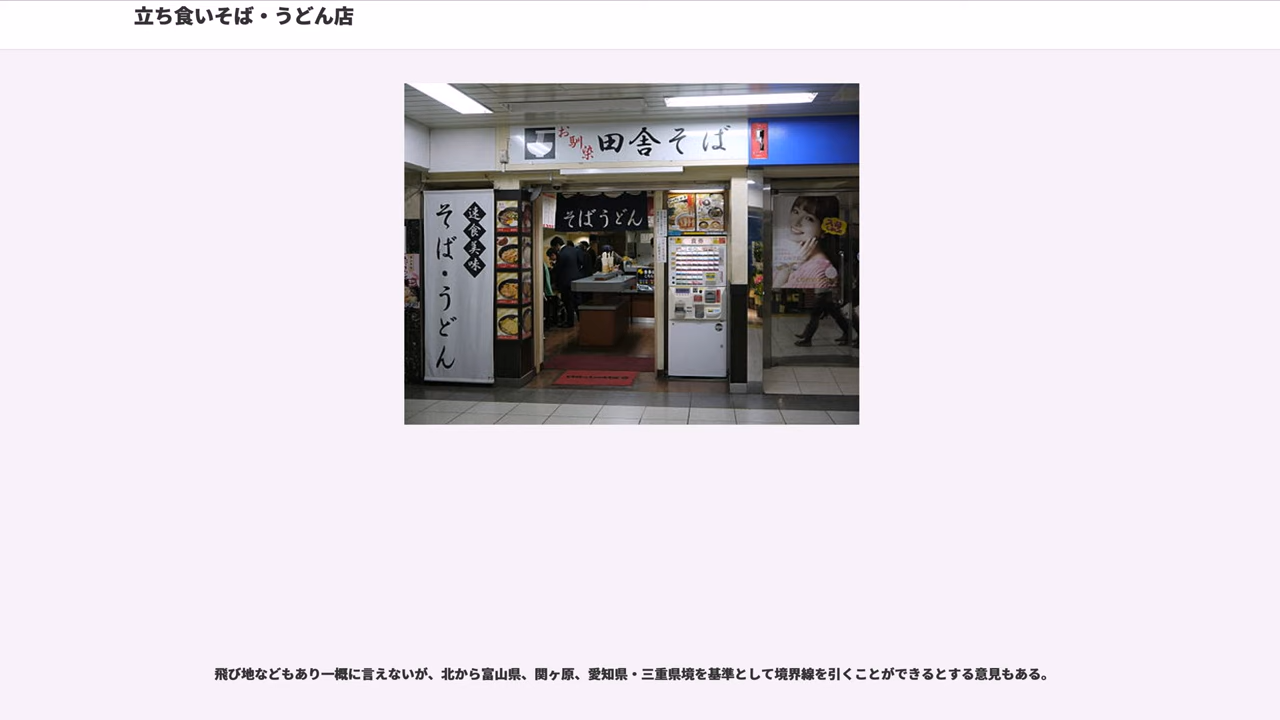 立ち食いそば・うどん店
お馴染
田舎そば
速食美味
そば・うどん
そばうどん
食券
飛び地などもあり一概に言えないが、北から富山県、関ヶ原、愛知県・三重県境を基準として境界線を引くことができるとする意見もある。